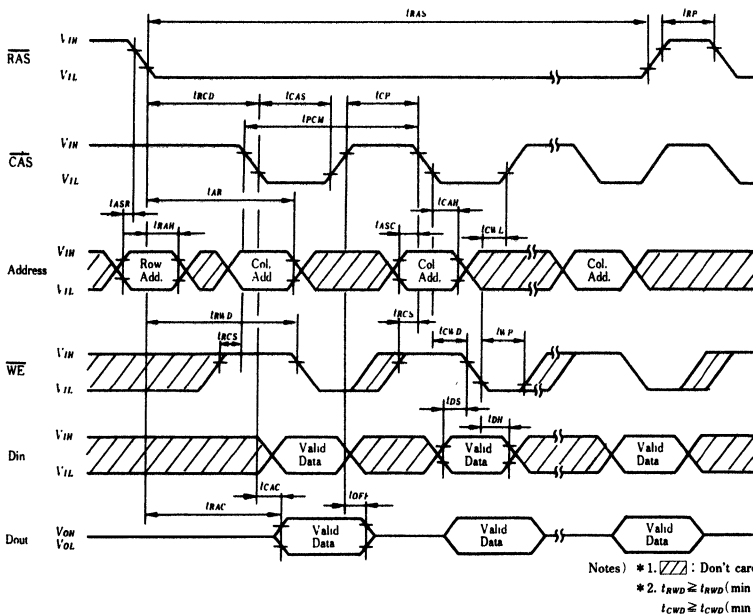 tRAS
tRP
RAS
VIH
VIL
tRCD
tCAS
tCP
tPCM
CAS
VIH
VIL
tAR
tASR
tRAH
tASC
tCAH
tCWL
Address
VIH
VIL
Row
Add.
Col.
Add
Col
Add.
Col.
Add.
tRWD
tRCS
tRCS
tCWD
tWP
WE
VIH
VIL
tDS
tDH
Din
VIH
VIL
Valid
Data
Valid
Data
Valid
Data
tCAC
tRAC
tOFF
Dout
VOH
VOL
Valid
Data
Valid
Data
Valid
Data
Notes) *1. : Don't care
*2. tRWD ≧ tRWD (min
tCWD ≧ tCWD (min